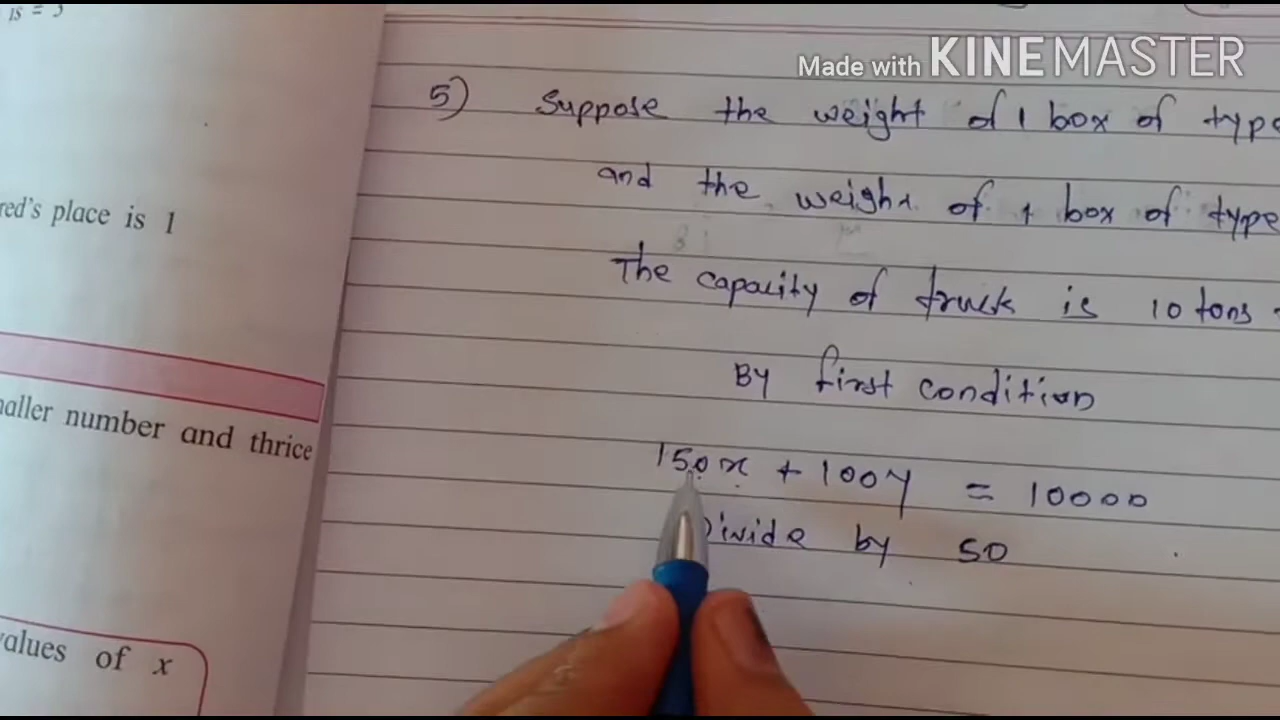 is = 3
red's place is 1
naller number and thrice
values of x
Made with KINEMASTER
5) Suppose the weight of 1 box of type
and the weight of 1 box of type
The capacity of truck is 10 tons
By first condition
150x + 100y = 10000
Divide by 50